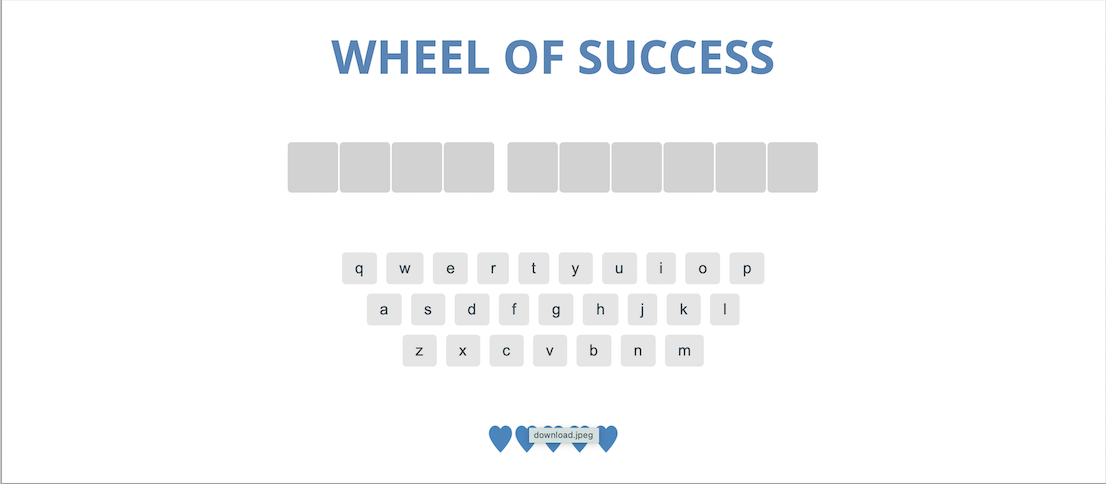 WHEEL OF SUCCESS
q w e r t y u i o p
a s d f g h j k l
z x c v b n m
download.jpeg